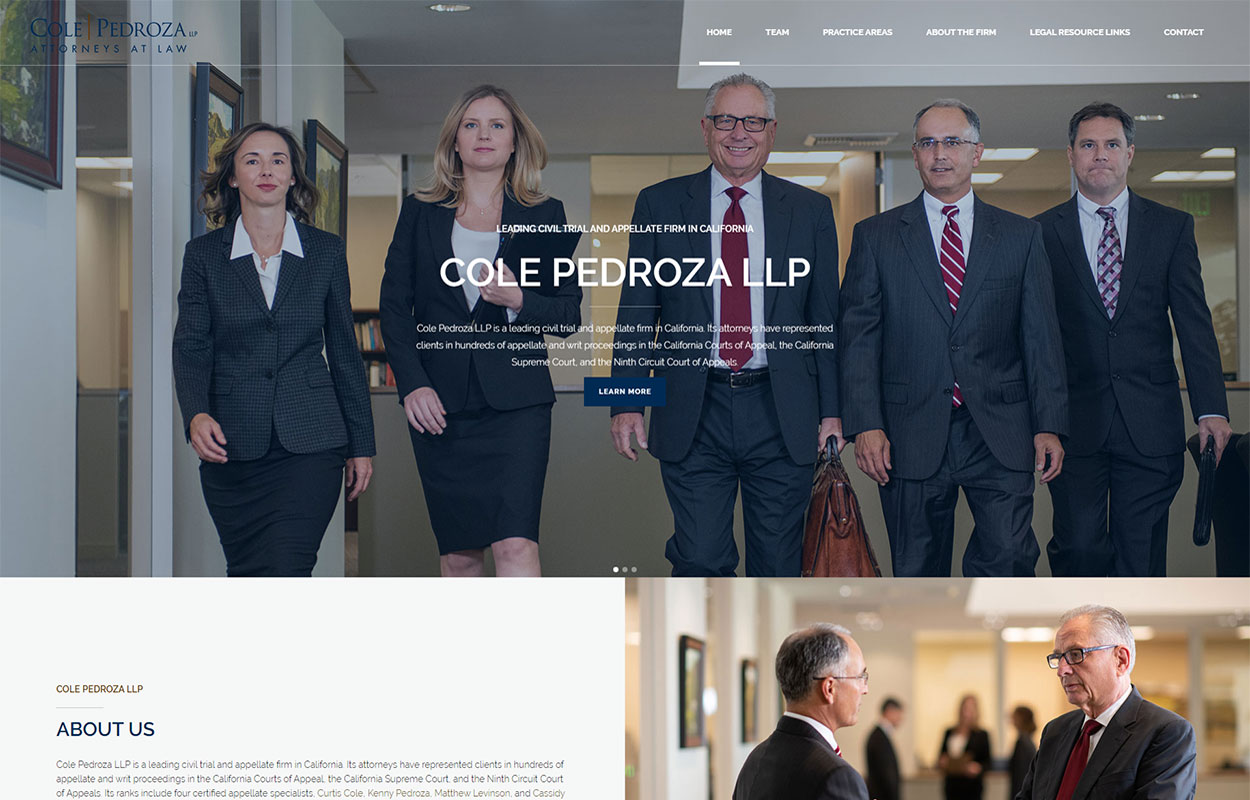 COLE | PEDROZA LLP
ATTORNEYS AT LAW
HOME TEAM PRACTICE AREAS ABOUT THE FIRM LEGAL RESOURCE LINKS CONTACT
LEADING CIVIL TRIAL AND APPELLATE FIRM IN CALIFORNIA
COLE PEDROZA LLP
Cole Pedroza LLP is a leading civil trial and appellate firm in California. Its attorneys have represented
clients in hundreds of appellate and writ proceedings in the California Courts of Appeal, the California
Supreme Court, and the Ninth Circuit Court of Appeals.
LEARN MORE
COLE PEDROZA LLP
ABOUT US
Cole Pedroza LLP is a leading civil trial and appellate firm in California. Its attorneys have represented clients in hundreds of
appellate and writ proceedings in the California Courts of Appeal, the California Supreme Court, and the Ninth Circuit Court
of Appeals. Its ranks include four certified appellate specialists, Curtis Cole, Kenny Pedroza, Matthew Levinson, and Cassidy